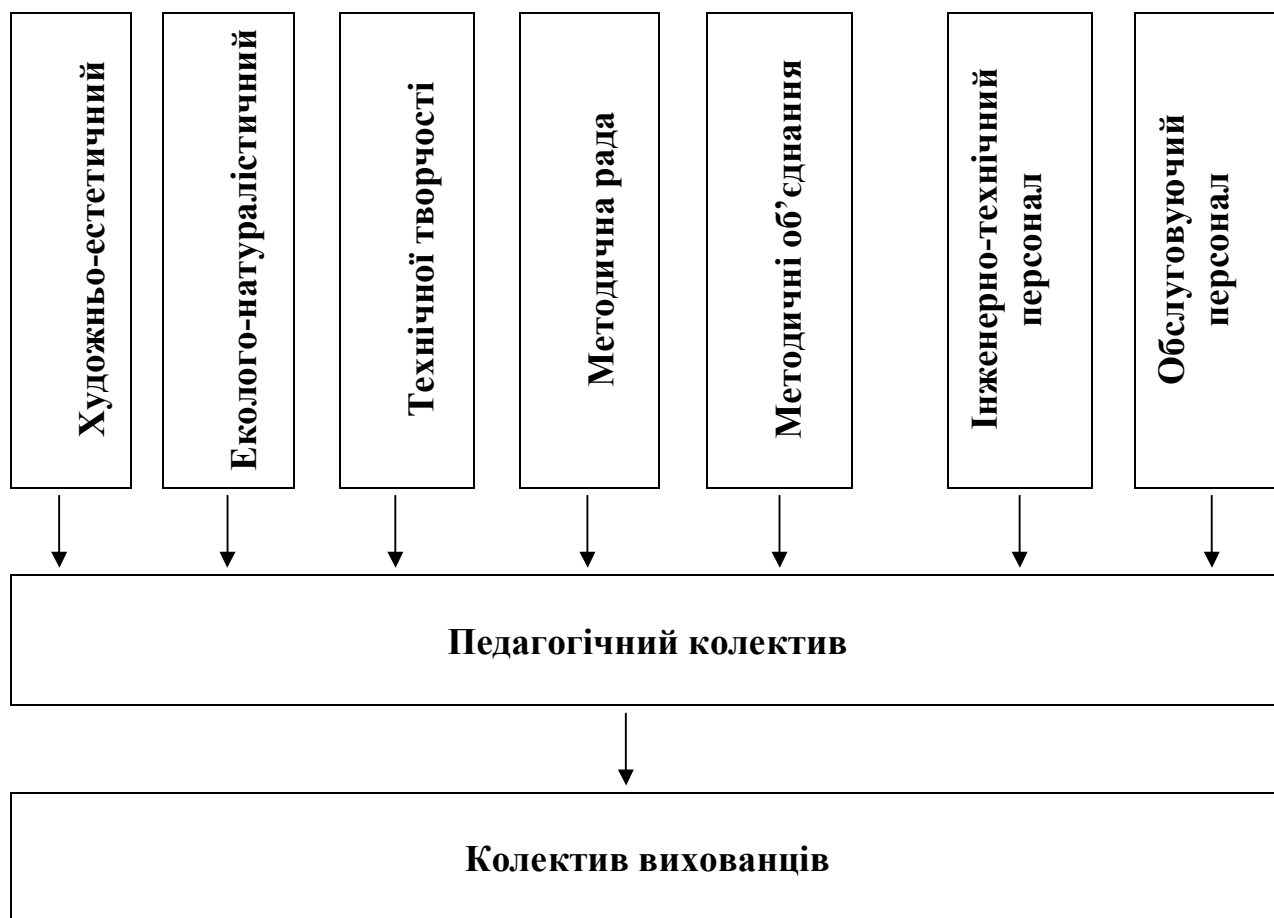 Художньо-естетичний
Еколого-натуралістичний
Технічної творчості
Методична рада
Методичні об’єднання
Інженерно-технічний
персонал
Обслуговуючий
персонал
Педагогічний колектив
Колектив вихованців